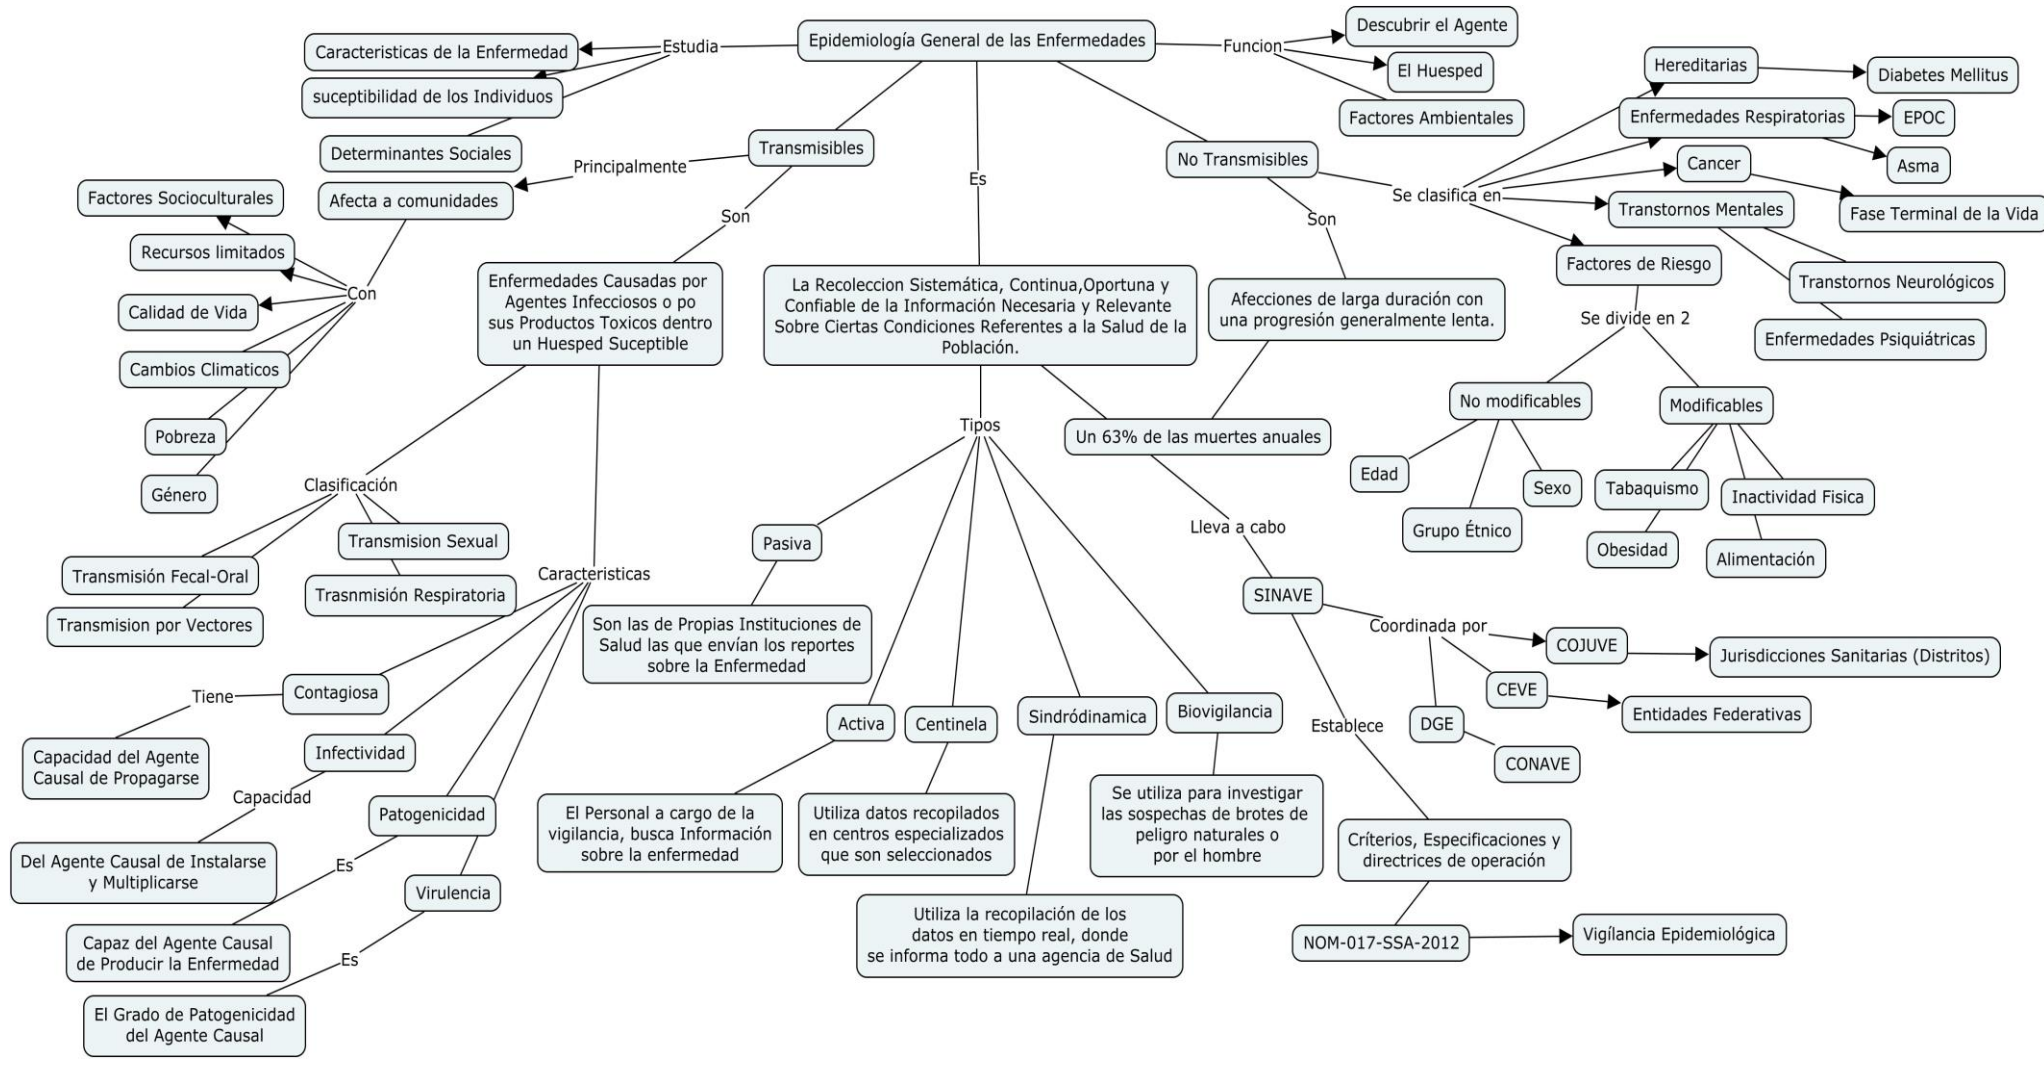 Epidemiología General de las Enfermedades
Estudia
Caracteristicas de la Enfermedad
suceptibilidad de los Individuos
Determinantes Sociales
Funcion
Descubrir el Agente
El Huesped
Factores Ambientales
Transmisibles
Principalmente
Afecta a comunidades
Con
Factores Socioculturales
Recursos limitados
Calidad de Vida
Cambios Climaticos
Pobreza
Género
Son
Enfermedades Causadas por
Agentes Infecciosos o po
sus Productos Toxicos dentro
un Huesped Suceptible
Clasificación
Transmision Sexual
Transmisión Fecal-Oral
Trasnmisión Respiratoria
Transmision por Vectores
Caracteristicas
Contagiosa
Tiene
Capacidad del Agente
Causal de Propagarse
Infectividad
Capacidad
Del Agente Causal de Instalarse
y Multiplicarse
Patogenicidad
Es
Capaz del Agente Causal
de Producir la Enfermedad
Virulencia
Es
El Grado de Patogenicidad
del Agente Causal
Es
La Recoleccion Sistemática, Continua,Oportuna y
Confiable de la Información Necesaria y Relevante
Sobre Ciertas Condiciones Referentes a la Salud de la
Población.
Tipos
Pasiva
Son las de Propias Instituciones de
Salud las que envían los reportes
sobre la Enfermedad
Activa
El Personal a cargo de la
vigilancia, busca Información
sobre la enfermedad
Centinela
Utiliza datos recopilados
en centros especializados
que son seleccionados
Sindródinamica
Utiliza la recopilación de los
datos en tiempo real, donde
se informa todo a una agencia de Salud
Biovigilancia
Se utiliza para investigar
las sospechas de brotes de
peligro naturales o
por el hombre
No Transmisibles
Son
Afecciones de larga duración con
una progresión generalmente lenta.
Un 63% de las muertes anuales
Lleva a cabo
SINAVE
Coordinada por
COJUVE
Jurisdicciones Sanitarias (Distritos)
CEVE
Entidades Federativas
DGE
CONAVE
Establece
Críterios, Especificaciones y
directrices de operación
NOM-017-SSA-2012
Vigílancia Epidemiológica
Se clasifica en
Hereditarias
Diabetes Mellitus
Enfermedades Respiratorias
EPOC
Asma
Cancer
Fase Terminal de la Vida
Transtornos Mentales
Transtornos Neurológicos
Enfermedades Psiquiátricas
Factores de Riesgo
Se divide en 2
No modificables
Edad
Grupo Étnico
Sexo
Modificables
Tabaquismo
Inactividad Fisica
Obesidad
Alimentación